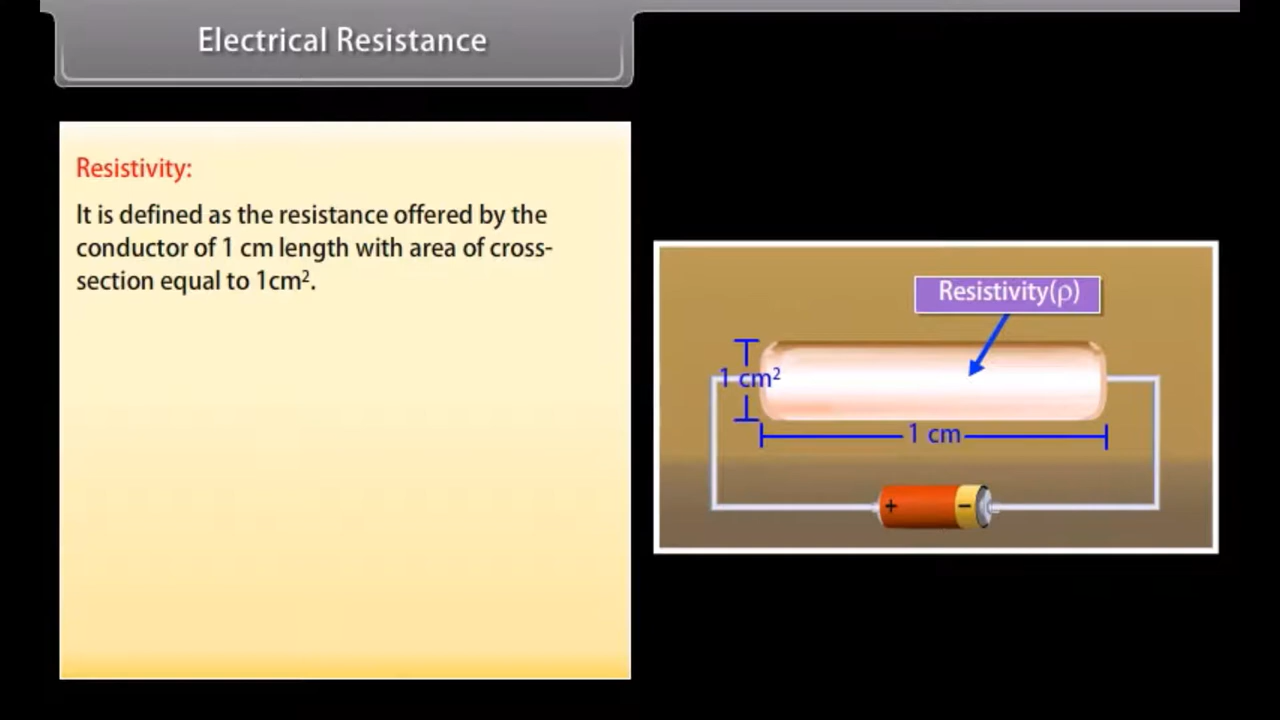 Electrical Resistance
Resistivity:
It is defined as the resistance offered by the
conductor of 1 cm length with area of cross-
section equal to 1cm².
Resistivity(ρ)
1 cm²
1 cm
+ −